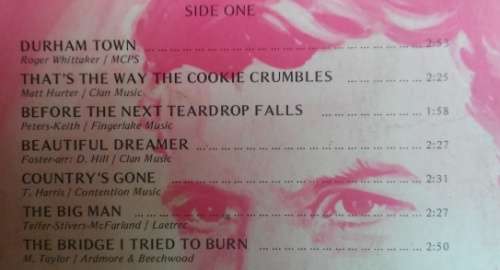 SIDE ONE
DURHAM TOWN ... 2:53
Roger Whittaker / MCPS
THAT'S THE WAY THE COOKIE CRUMBLES ... 2:25
Matt Hurter / Clan Music
BEFORE THE NEXT TEARDROP FALLS ... 1:58
Peters-Keith / Fingerlake Music
BEAUTIFUL DREAMER ... 2:27
Foster-arr: D. Hill / Clan Music
COUNTRY'S GONE ... 2:31
T. Harris / Contention Music
THE BIG MAN ... 2:27
Telfer-Stivers-McFarland / Laetrec
THE BRIDGE I TRIED TO BURN ... 2:50
M. Taylor / Ardmore & Beechwood